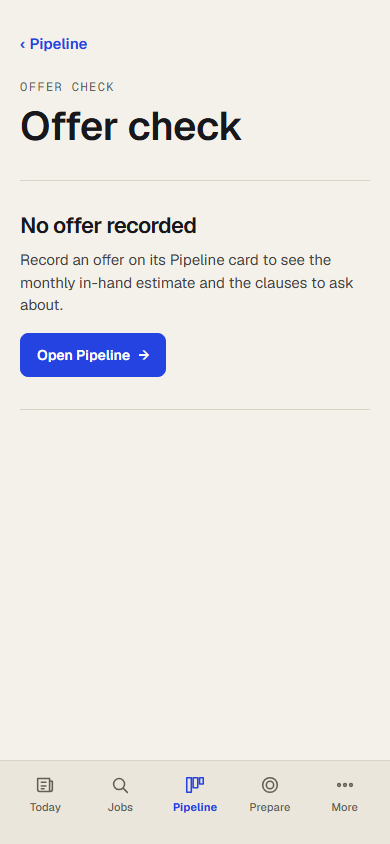 ‹ Pipeline
OFFER CHECK
Offer check
No offer recorded
Record an offer on its Pipeline card to see the
monthly in-hand estimate and the clauses to ask
about.
Open Pipeline →
Today
Jobs
Pipeline
Prepare
More